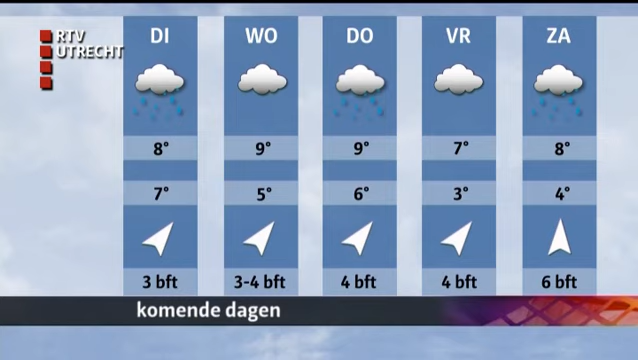 RTV
UTRECHT
DI WO DO VR ZA
8° 9° 9° 7° 8°
7° 5° 6° 3° 4°
3 bft 3-4 bft 4 bft 4 bft 6 bft
komende dagen